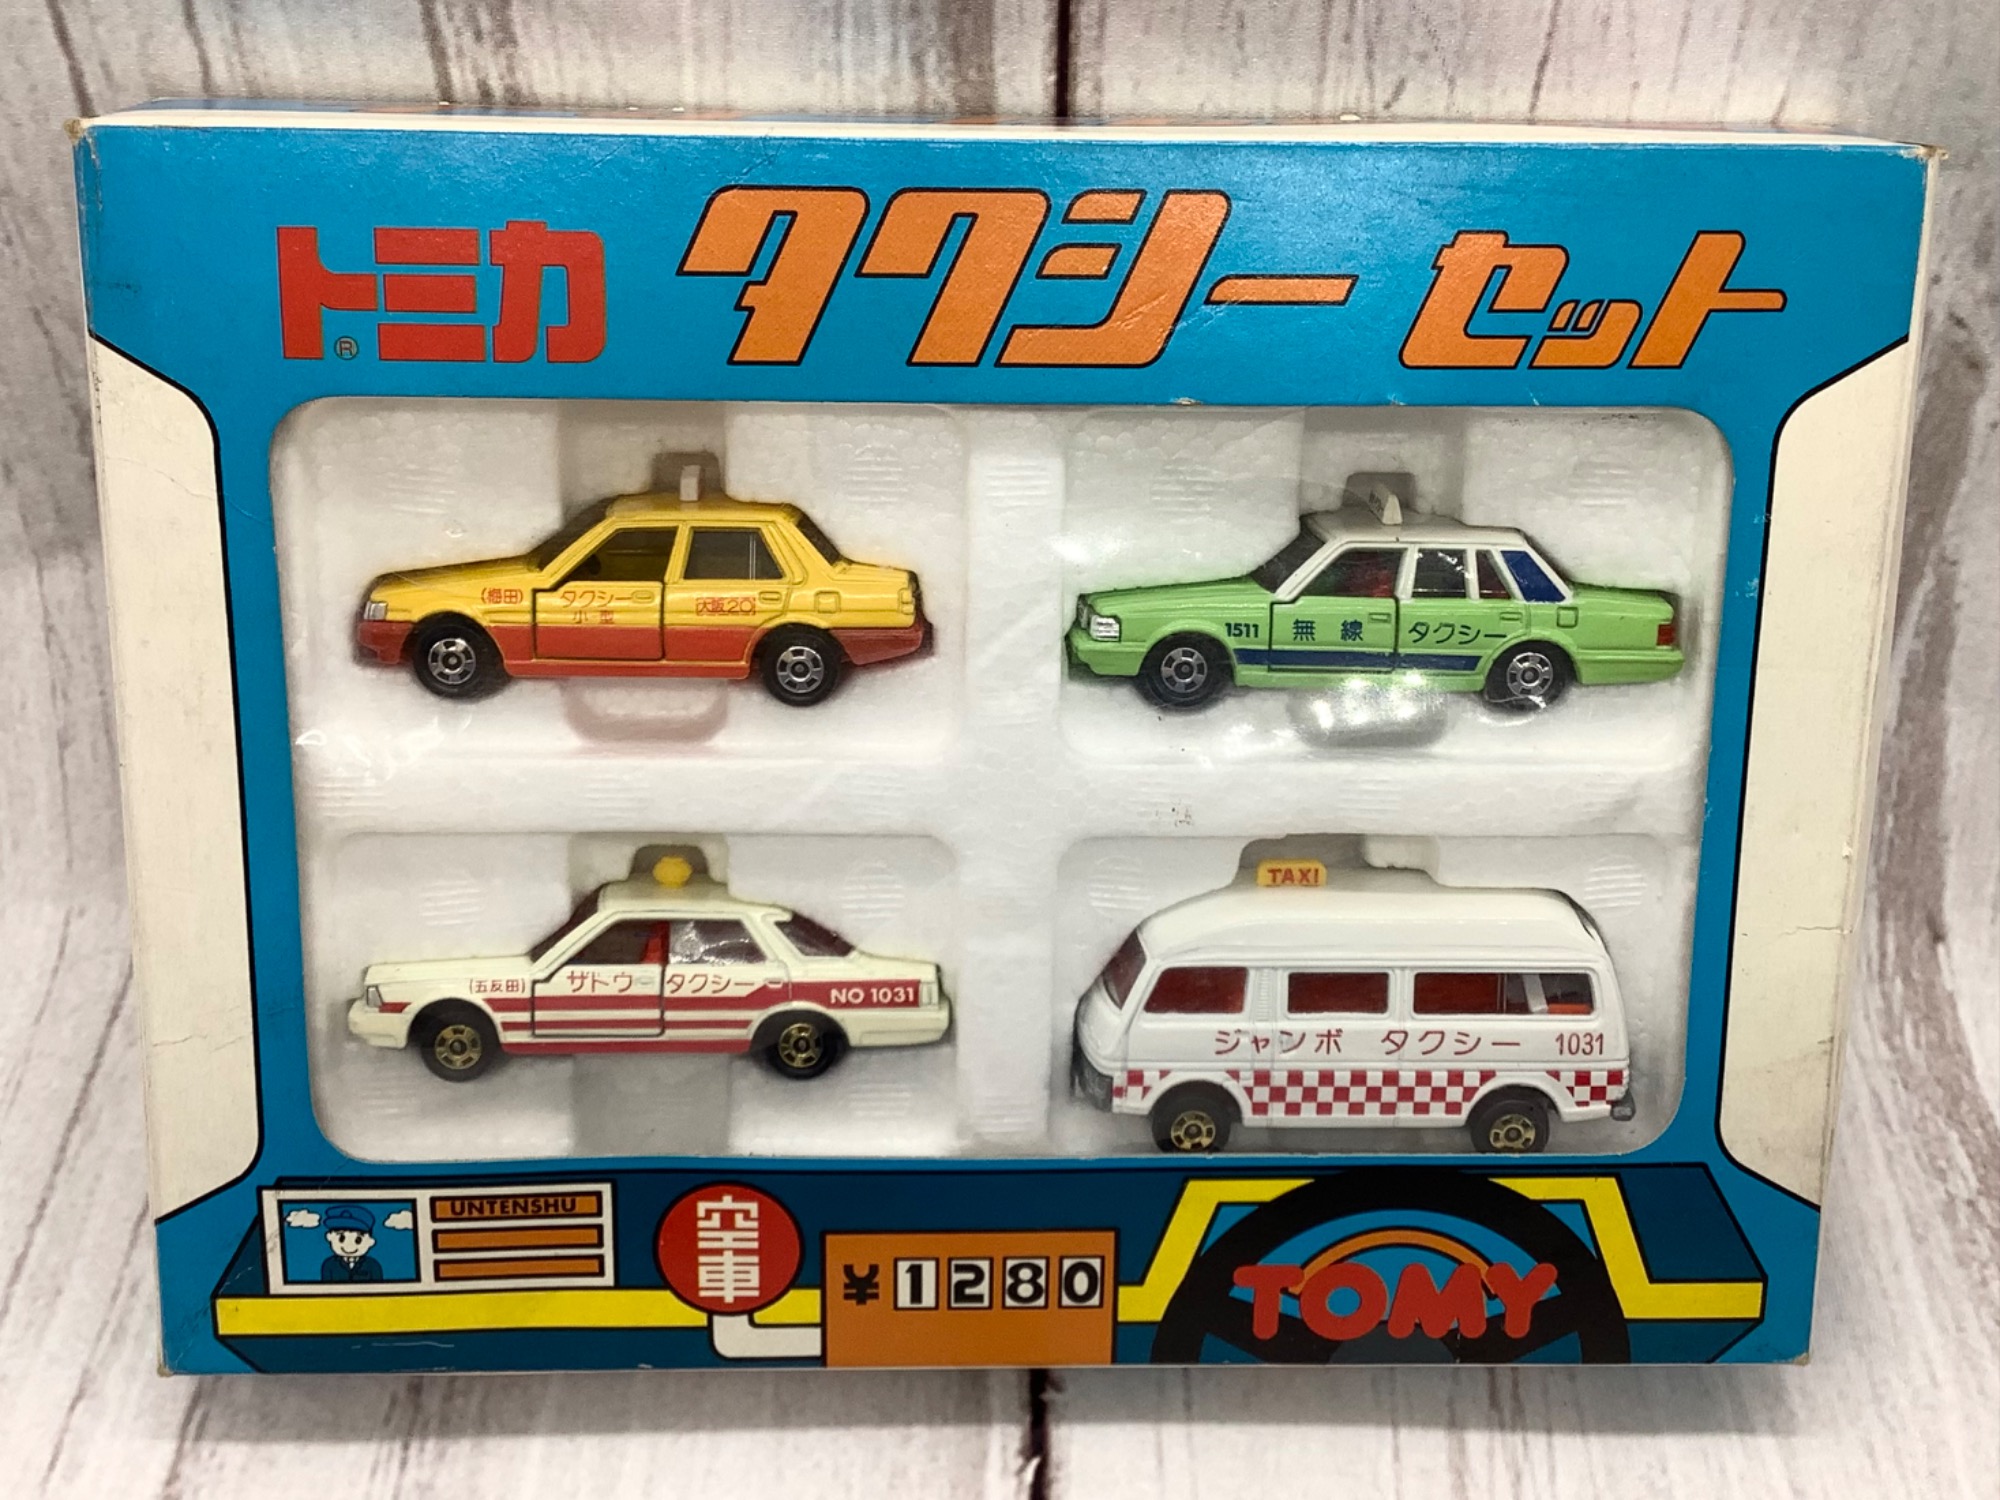 トミカ タクシー セット
®
(梅田) タクシー 大阪20
小型
1511 無線 タクシー
(五反田) ザトウ タクシー NO 1031
TAXI
ジャンボ タクシー 1031
UNTENSHU
空車
¥1280
TOMY